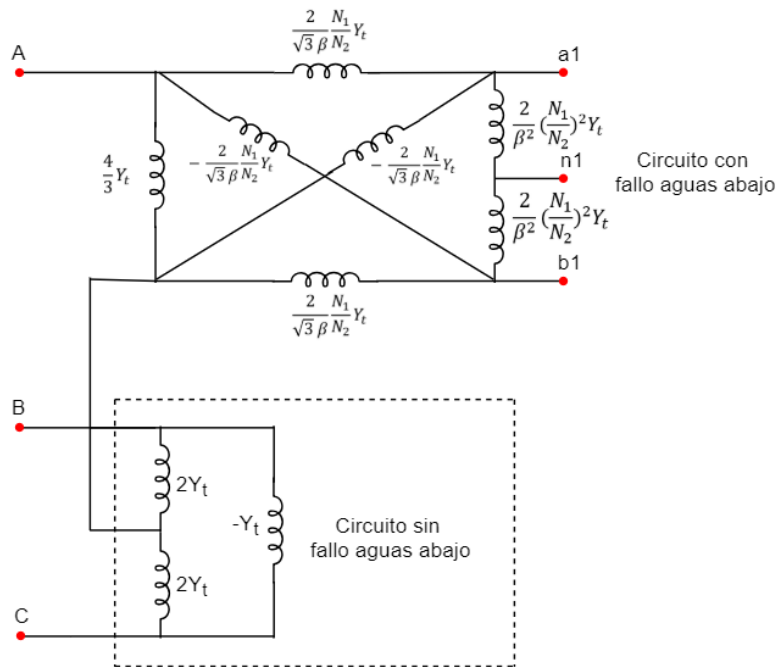 2/(√3 β) N₁/N₂ Yₜ
A
a1
4/3 Yₜ
- 2/(√3 β) N₁/N₂ Yₜ
- 2/(√3 β) N₁/N₂ Yₜ
2/β² (N₁/N₂)² Yₜ
n1
2/β² (N₁/N₂)² Yₜ
b1
Circuito con
fallo aguas abajo
2/(√3 β) N₁/N₂ Yₜ
B
2Yₜ
-Yₜ
2Yₜ
Circuito sin
fallo aguas abajo
C